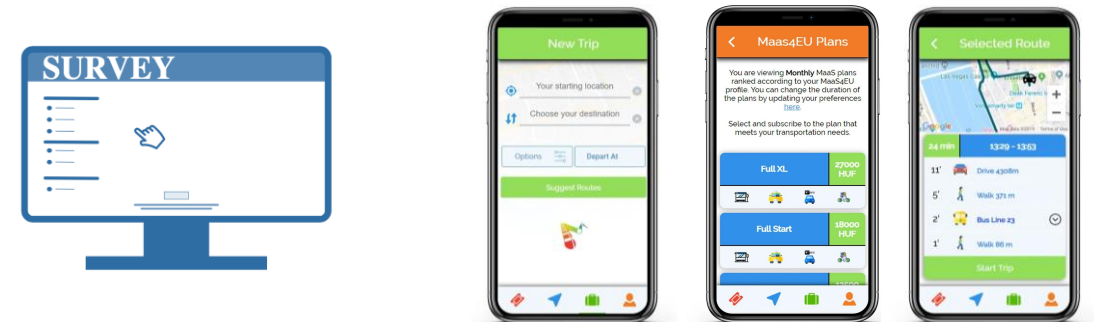 SURVEY
New Trip
Your starting location
Choose your destination
Options
Depart At
Suggest Routes
Maas4EU Plans
You are viewing Monthly MaaS plans
ranked according to your MaaS4EU
profile. You can change the duration of
the plans by updating your preferences
here.
Select and subscribe to the plan that
meets your transportation needs.
Full XL
27000
HUF
Full Start
18000
HUF
Selected Route
Google
24 min
13:29 - 13:53
11' Drive 4308m
5' Walk 371 m
2' Bus Line 23
1' Walk 66 m
Start Trip